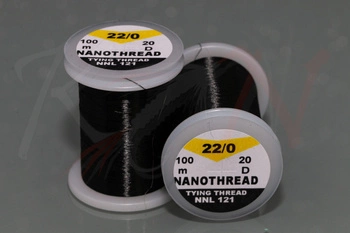 22/0
100 20
m D
NANOTHREAD
TYING THREAD
NNL 121
22/0
100 20
m D
NANOTHREAD
TYING THREAD
NNL 121